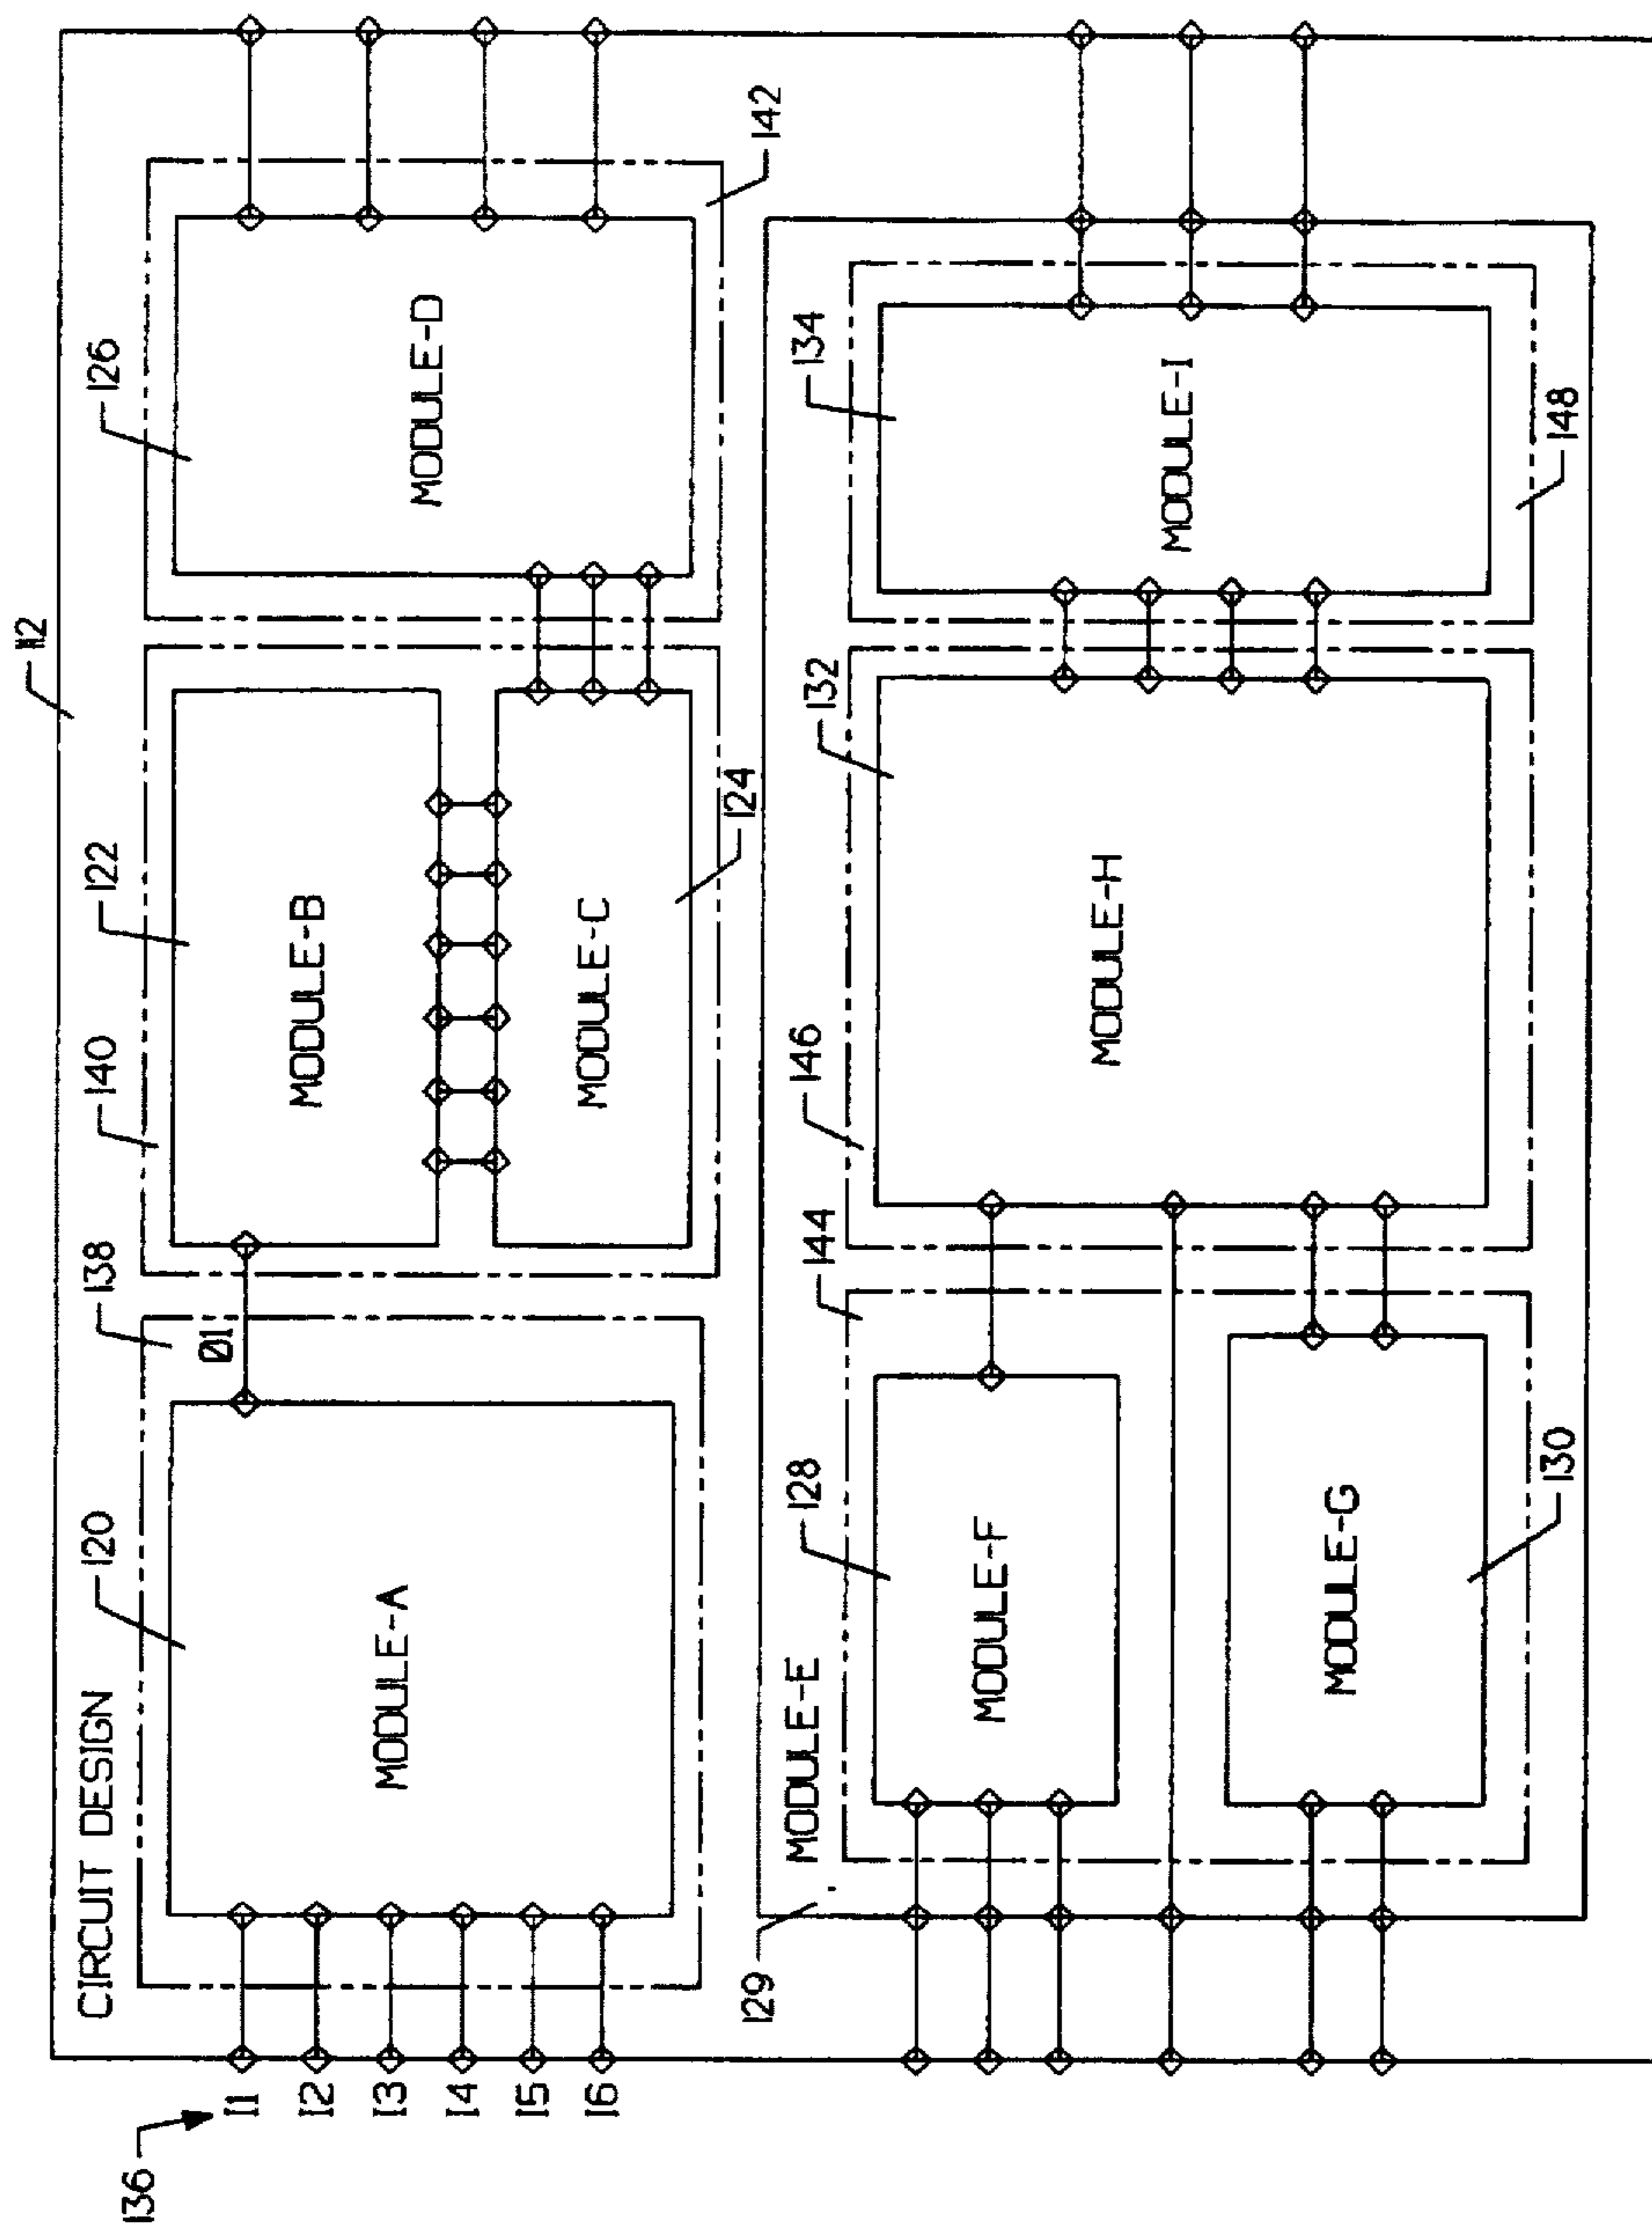 112
CIRCUIT DESIGN
120
138
01
140
122
126
MODULE-A
MODULE-B
MODULE-C
MODULE-D
124
142
136
I1
I2
I3
I4
I5
I6
129
MODULE-E
128
144
146
132
134
MODULE-F
MODULE-G
MODULE-H
MODULE-I
130
148